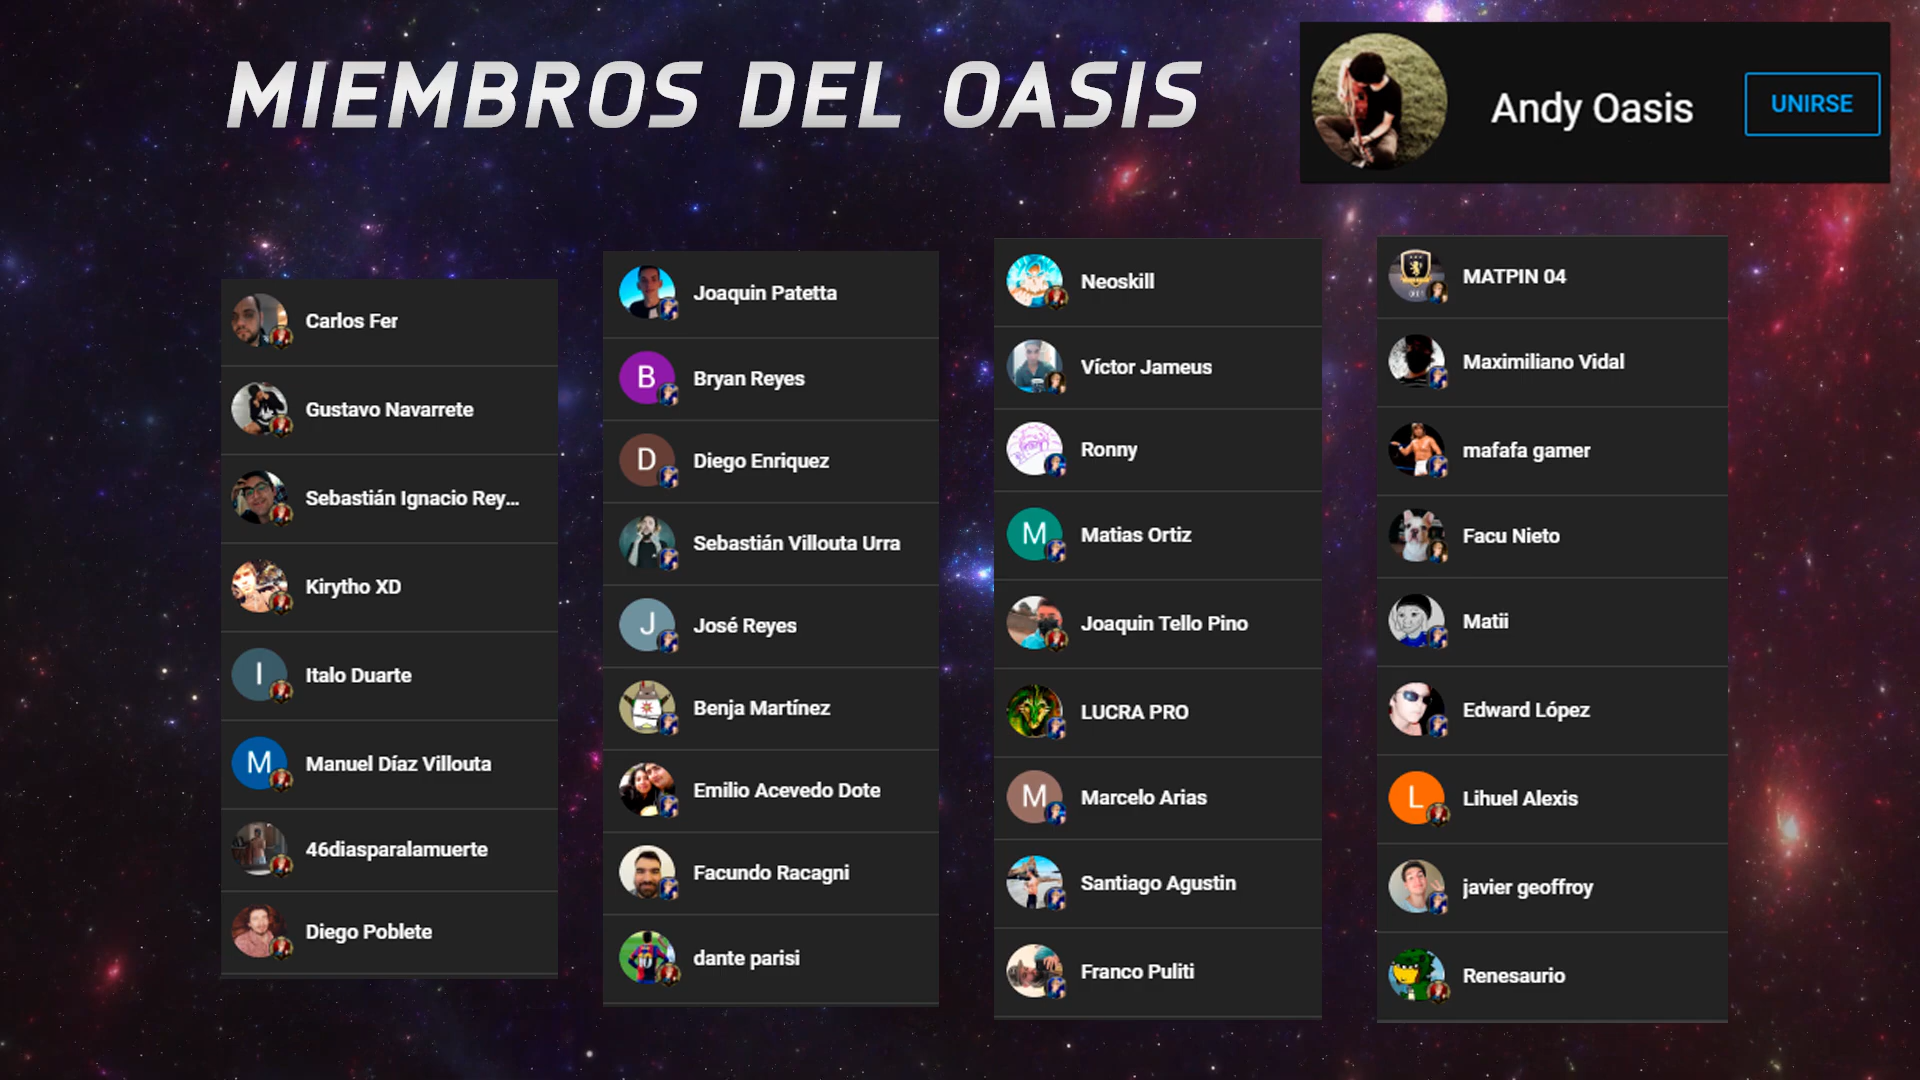 MIEMBROS DEL OASIS
Andy Oasis
UNIRSE
Carlos Fer
Gustavo Navarrete
Sebastián Ignacio Rey...
Kirytho XD
I
Italo Duarte
M
Manuel Díaz Villouta
46diasparalamuerte
Diego Poblete
Joaquin Patetta
B
Bryan Reyes
D
Diego Enriquez
Sebastián Villouta Urra
J
José Reyes
Benja Martínez
Emilio Acevedo Dote
Facundo Racagni
10
dante parisi
Neoskill
Víctor Jameus
Ronny
M
Matias Ortiz
Joaquin Tello Pino
LUCRA PRO
M
Marcelo Arias
Santiago Agustin
Franco Puliti
MATPIN 04
Maximiliano Vidal
mafafa gamer
Facu Nieto
Matii
Edward López
L
Lihuel Alexis
javier geoffroy
Renesaurio